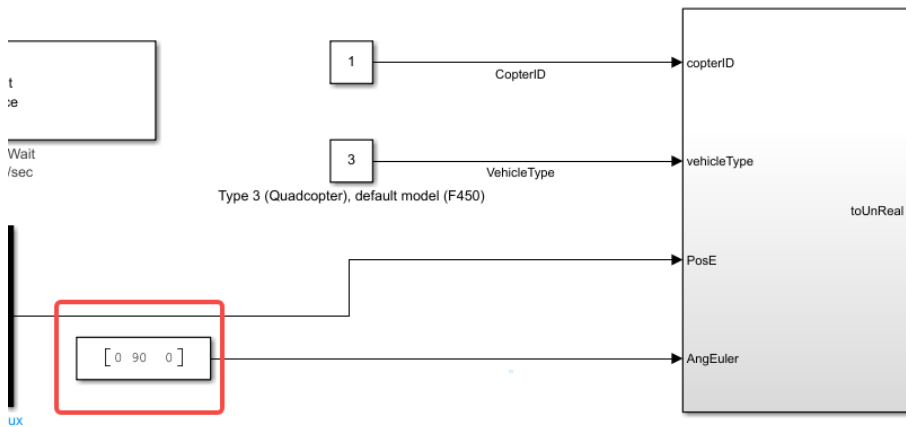 1
CopterID
copterID
t
ce
Wait
/sec
3
VehicleType
vehicleType
Type 3 (Quadcopter), default model (F450)
toUnReal
PosE
[0 90 0]
AngEuler
ux